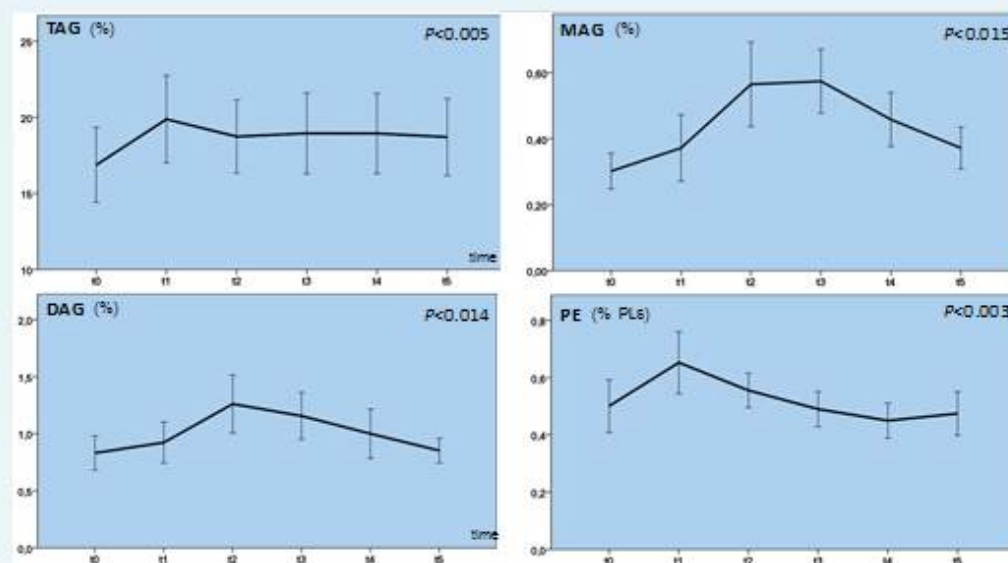 TAG (%)
P<0.005
25
20
15
10
t0 t1 t2 t3 t4 t5
time
MAG (%)
P<0.015
0,60
0,40
0,20
0,00
t0 t1 t2 t3 t4 t5
DAG (%)
P<0.014
2,0
1,5
1,0
0,5
0,0
t0 t1 t2 t3 t4 t5
time
PE (% PLs)
P<0.003
0,8
0,6
0,4
0,2
0,0
t0 t1 t2 t3 t4 t5